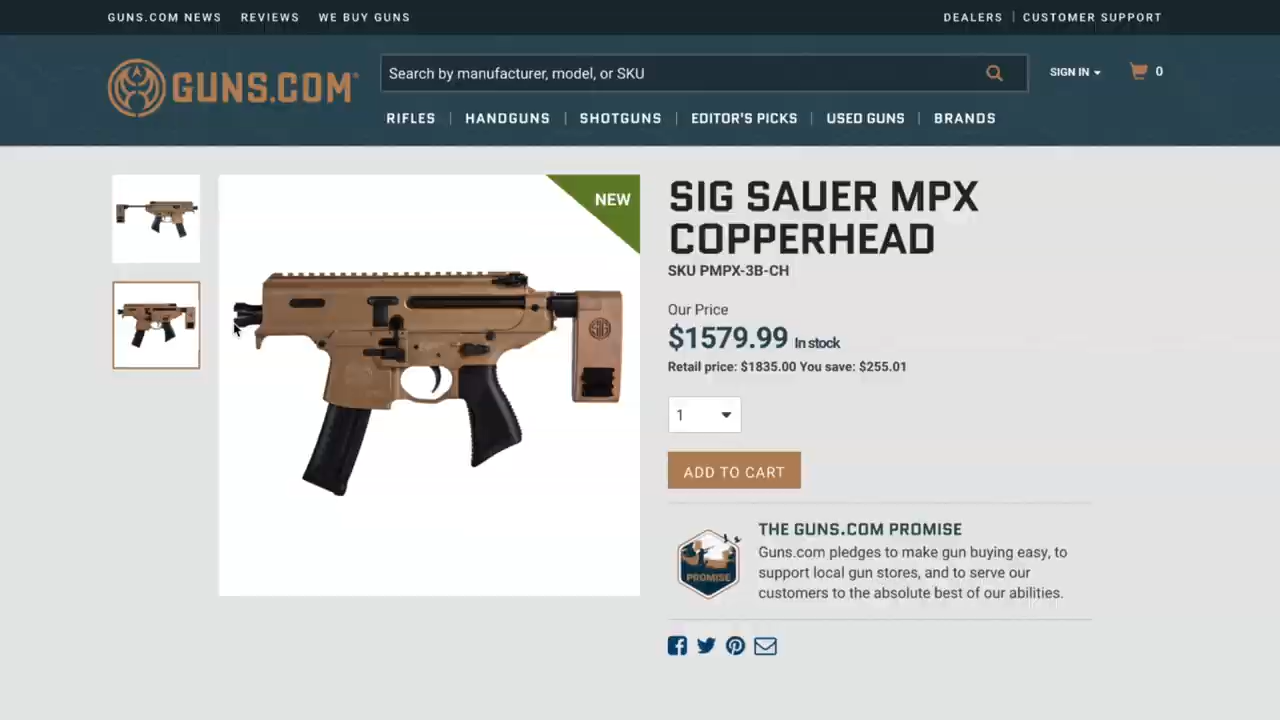 GUNS.COM NEWS REVIEWS WE BUY GUNS DEALERS CUSTOMER SUPPORT
GUNS.COM
Search by manufacturer, model, or SKU
SIGN IN
0
RIFLES HANDGUNS SHOTGUNS EDITOR'S PICKS USED GUNS BRANDS
NEW
SIG
SIG SAUER MPX
COPPERHEAD
SKU PMPX-3B-CH
Our Price
$1579.99 In stock
Retail price: $1835.00 You save: $255.01
1
ADD TO CART
PROMISE
THE GUNS.COM PROMISE
Guns.com pledges to make gun buying easy, to
support local gun stores, and to serve our
customers to the absolute best of our abilities.